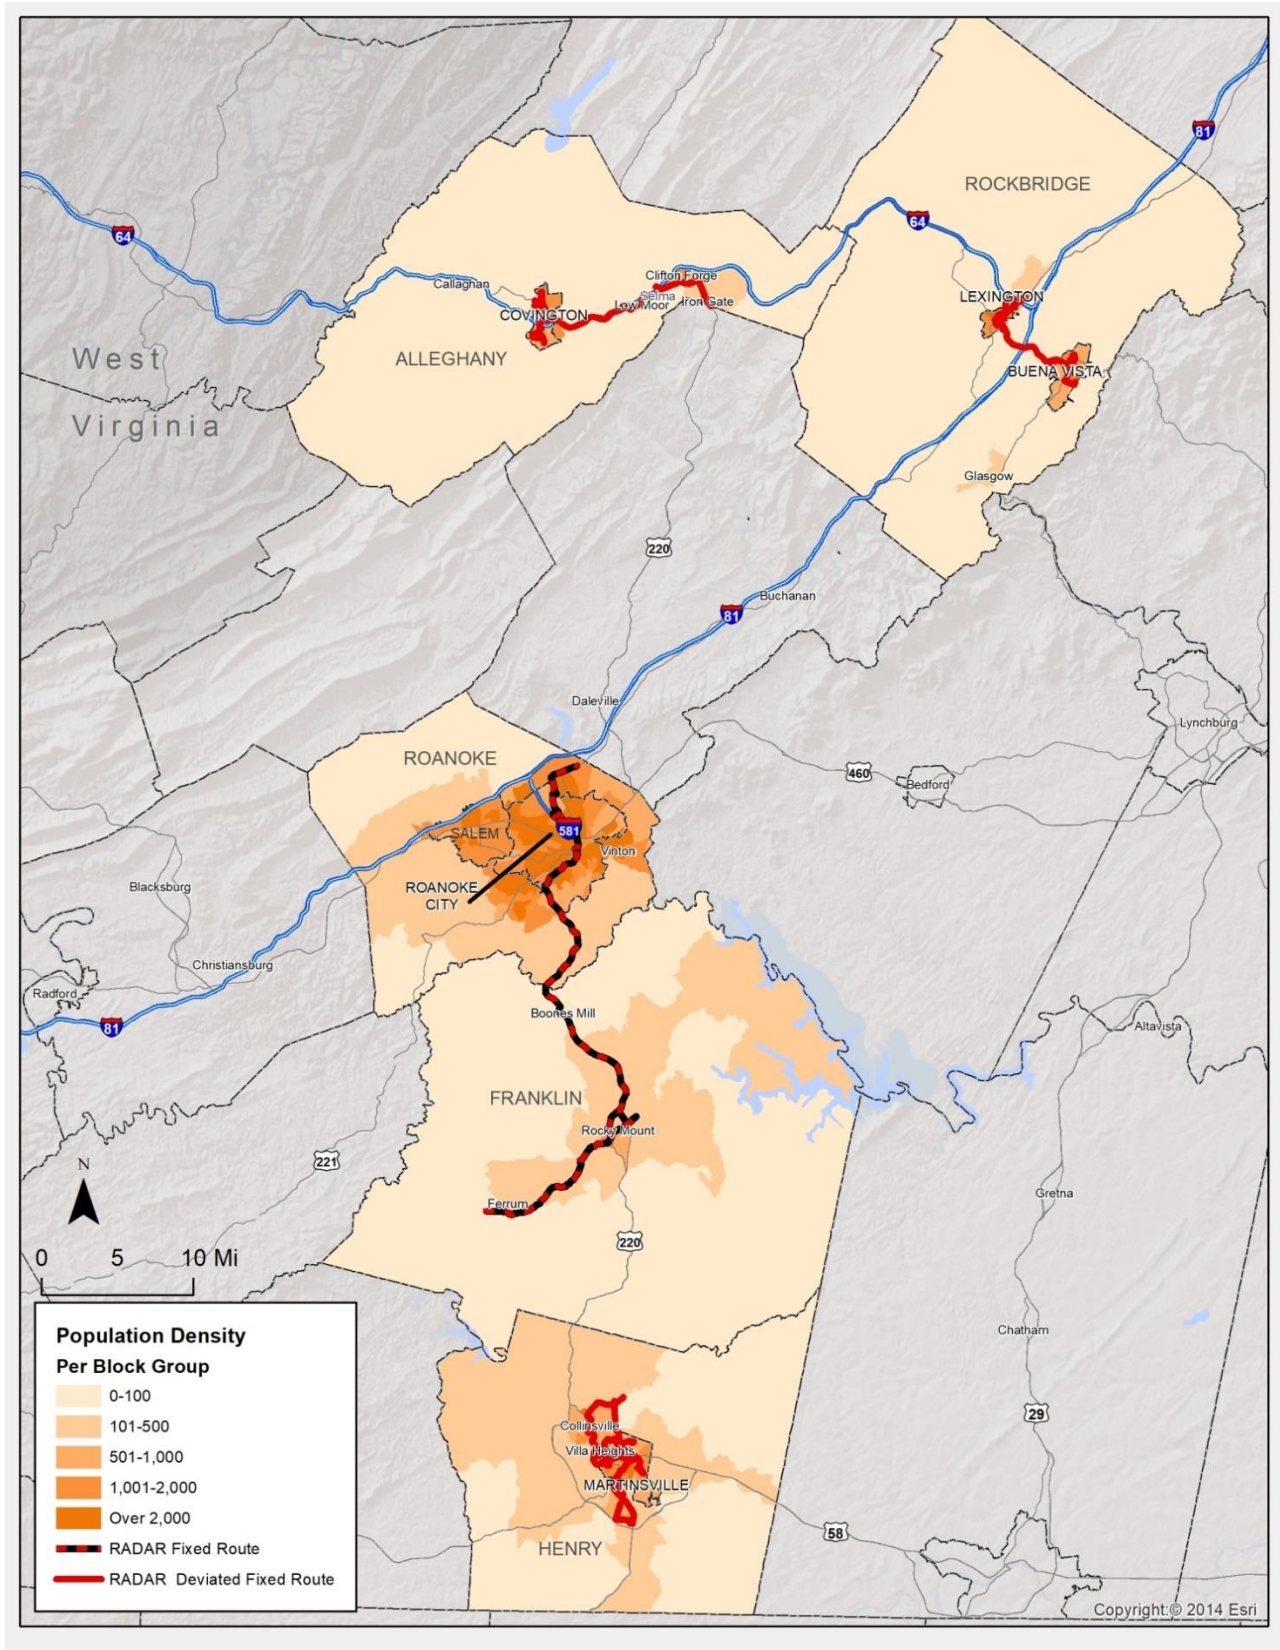 81
ROCKBRIDGE
64
64
Clifton Forge
Callaghan
Selma
LEXINGTON
Low Moor
Iron Gate
COVINGTON
West
ALLEGHANY
BUENA VISTA
Virginia
Glasgow
220
Buchanan
81
Daleville
Lynchburg
ROANOKE
460
Bedford
SALEM
581
Vinton
Blacksburg
ROANOKE
CITY
Christiansburg
Radford
Boones Mill
81
Altavista
FRANKLIN
Rocky Mount
N
221
Gretna
Ferrum
220
0 5 10 Mi
Population Density
Per Block Group
0-100
101-500
501-1,000
1,001-2,000
Over 2,000
RADAR Fixed Route
RADAR Deviated Fixed Route
Chatham
29
Collinsville
Villa Heights
MARTINSVILLE
58
HENRY
Copyright:© 2014 Esri